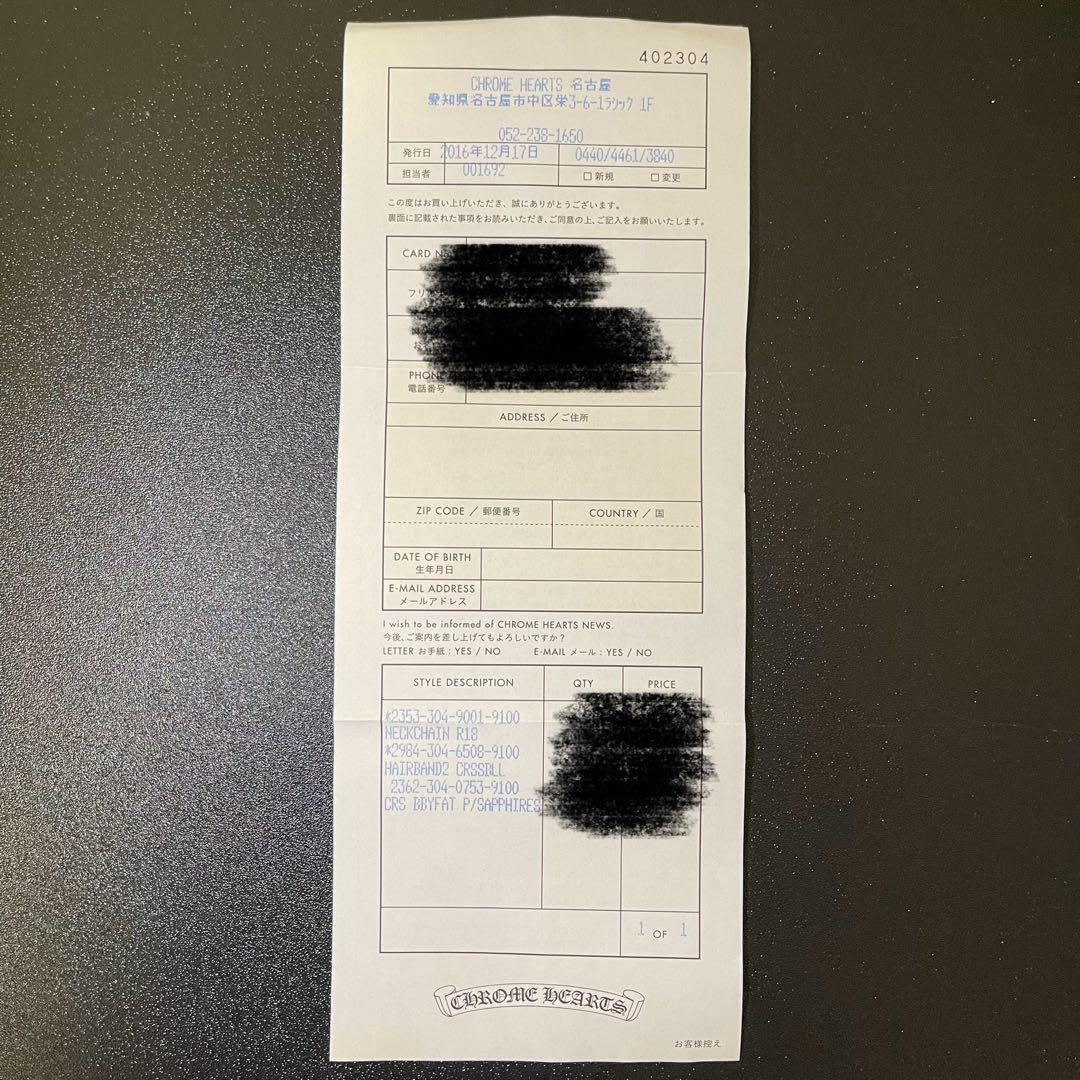 402304
CHROME HEARTS 名古屋
愛知県名古屋市中区栄3-6-1ラシック 1F
052-238-1650
発行日 2016年12月17日 0440/4461/3840
担当者 001692 □新規 □変更
この度はお買い上げいただき、誠にありがとうございます。
裏面に記載された事項をお読みいただき、ご同意の上、ご記入をお願いいたします。
CARD
フリ
PHONE
電話番号
ADDRESS / ご住所
ZIP CODE / 郵便番号 COUNTRY / 国
DATE OF BIRTH
生年月日
E-MAIL ADDRESS
メールアドレス
I wish to be informed of CHROME HEARTS NEWS.
今後、ご案内を差し上げてもよろしいですか？
LETTER お手紙：YES / NO E-MAIL メール：YES / NO
STYLE DESCRIPTION QTY PRICE
*2353-304-9001-9100
NECKCHAIN R18
*2984-304-6508-9100
HAIRBAND2 CRSSBLL
2362-304-0753-9100
CRS BBYFAT P/SAPPHIRES
1 OF 1
CHROME HEARTS
お客様控え